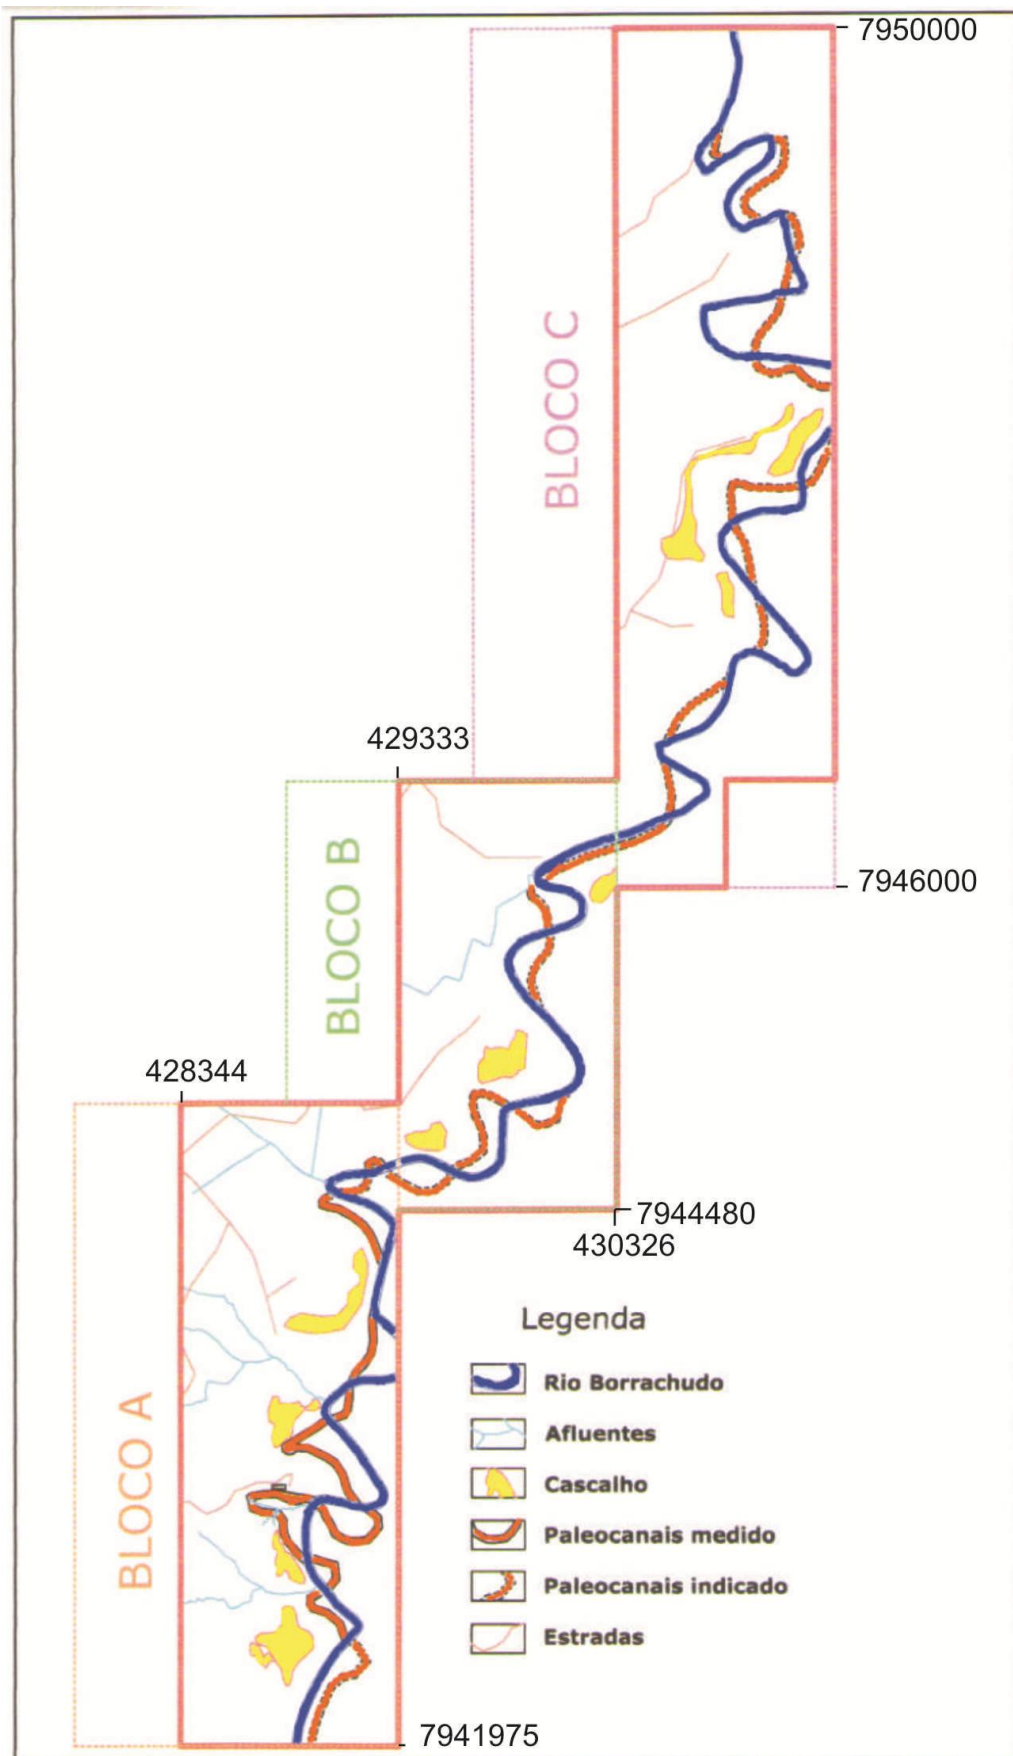 7950000
BLOCO C
429333
BLOCO B
7946000
428344
7944480
430326
Legenda
Rio Borrachudo
Afluentes
Cascalho
BLOCO A
Paleocanais medido
Paleocanais indicado
Estradas
7941975